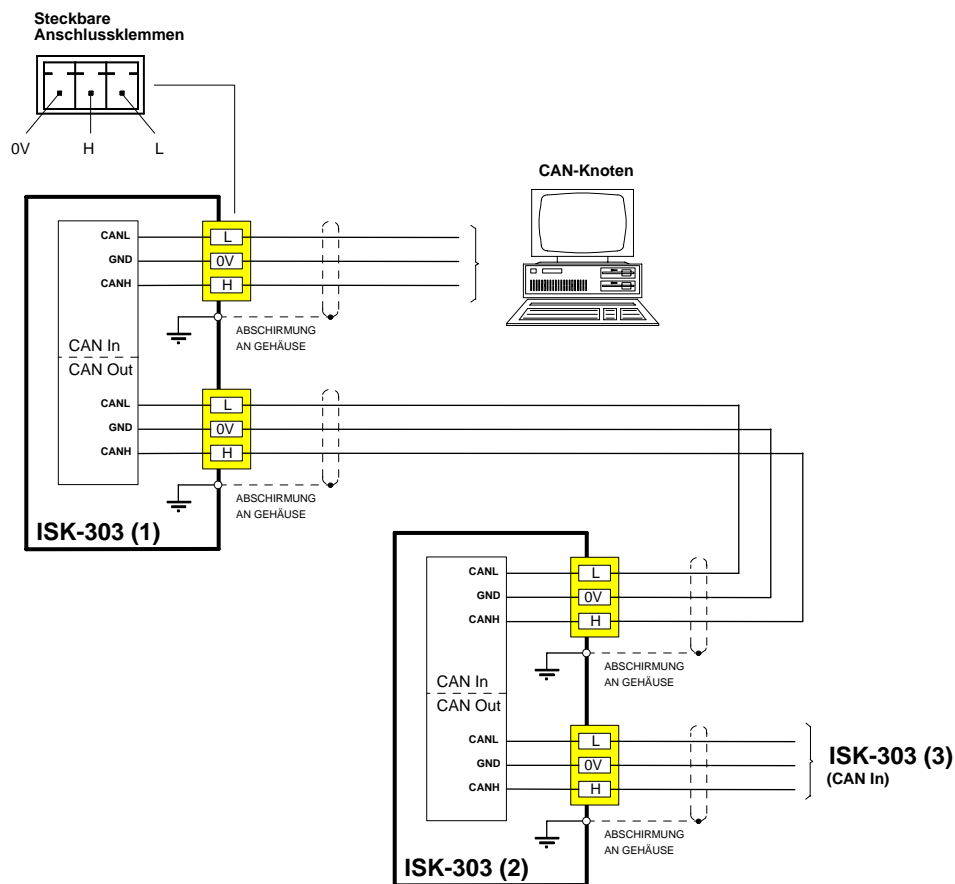 Steckbare
Anschlussklemmen
0V
H
L
CAN-Knoten
CANL
L
GND
0V
CANH
H
ABSCHIRMUNG
AN GEHÄUSE
CAN In
CAN Out
CANL
L
GND
0V
CANH
H
ABSCHIRMUNG
AN GEHÄUSE
ISK-303 (1)
CANL
L
GND
0V
CANH
H
ABSCHIRMUNG
AN GEHÄUSE
CAN In
CAN Out
CANL
L
GND
0V
CANH
H
ISK-303 (3)
(CAN In)
ABSCHIRMUNG
AN GEHÄUSE
ISK-303 (2)